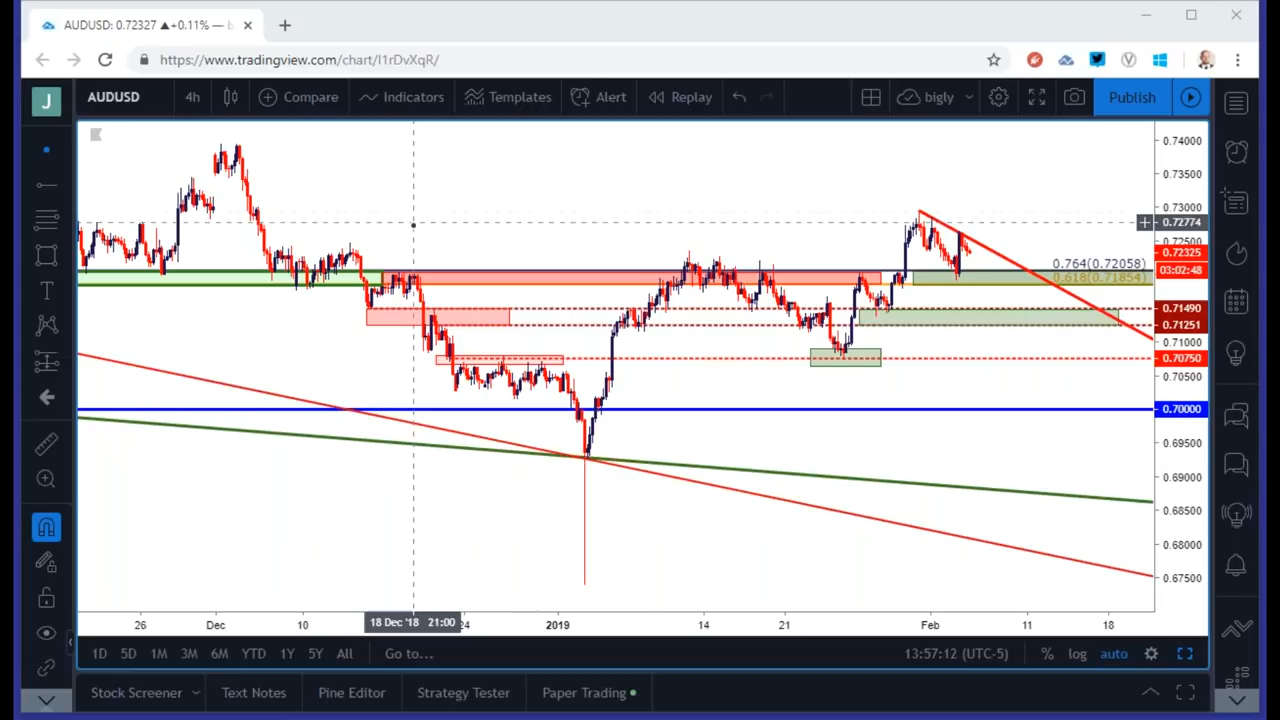 AUDUSD: 0.72327 ▲+0.11% —
https://www.tradingview.com/chart/I1rDvXqR/
J
AUDUSD 4h Compare Indicators Templates Alert Replay bigly Publish
0.74000
0.73500
0.73000
0.72774
0.72500
0.72325
0.764(0.72058)
03:02:48
0.618(0.71854)
0.71490
0.71251
0.71000
0.70750
0.70500
0.70000
0.69500
0.69000
0.68500
0.68000
0.67500
26 Dec 10 18 Dec '18 21:00 24 2019 14 21 Feb 11 18
1D 5D 1M 3M 6M YTD 1Y 5Y All Go to... 13:57:12 (UTC-5) % log auto
Stock Screener Text Notes Pine Editor Strategy Tester Paper Trading